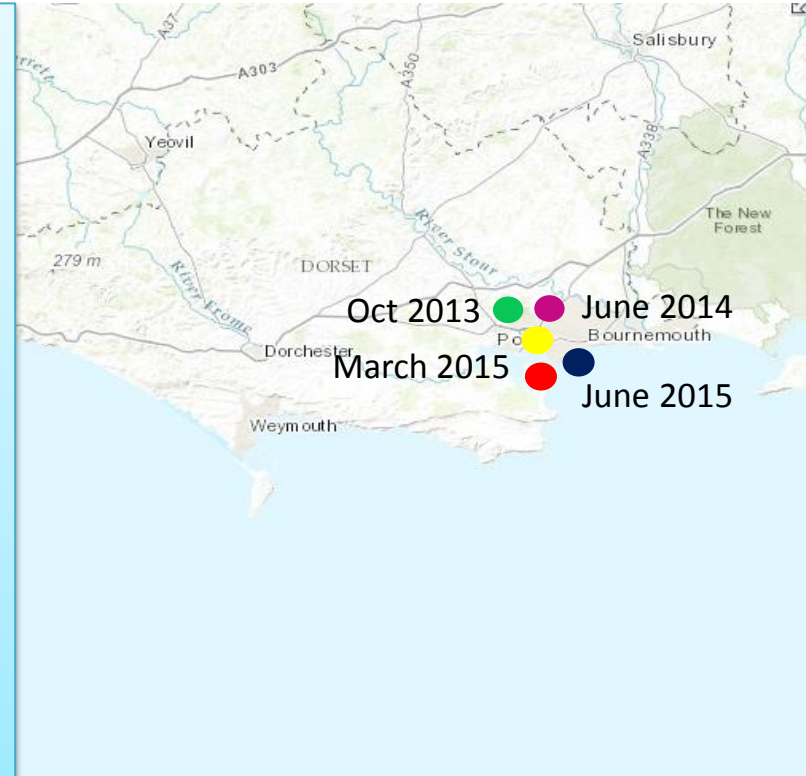 A37
Salisbury
A303
A350
Yeovil
A338
The New
Forest
River Stour
279 m
DORSET
River Frome
Oct 2013
June 2014
Bournemouth
Dorchester
March 2015
June 2015
Weymouth